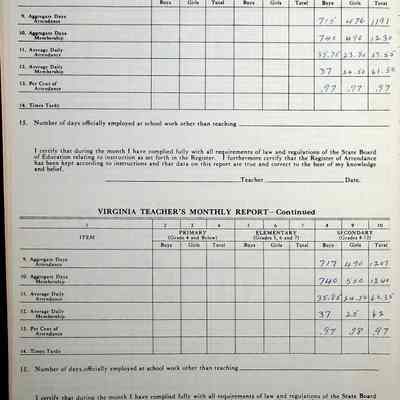 Boys Girls Total Boys Girls Total Boys Girls Total
9. Aggregate Days Attendance 715 476 1191
10. Aggregate Days Membership 740 490 1230
11. Average Daily Attendance 35.75 23.80 59.55
12. Average Daily Membership 37 24.50 61.50
13. Per Cent of Attendance .97 .97 .97
14. Times Tardy
15. Number of days officially employed at school work other than teaching
I certify that during the month I have complied fully with all requirements of law and regulations of the State Board
of Education relating to instruction as set forth in the Register. I furthermore certify that the Register of Attendance
has been kept according to instructions and that data on this report are true and correct to the best of my knowledge
and belief.
Teacher Date.
VIRGINIA TEACHER'S MONTHLY REPORT—Continued
1 2 3 4 5 6 7 8 9 10
ITEM PRIMARY (Grade 4 and Below) ELEMENTARY (Grades 5, 6 and 7) SECONDARY (Grades 8-12)
Boys Girls Total Boys Girls Total Boys Girls Total
9. Aggregate Days Attendance 717 490 1207
10. Aggregate Days Membership 740 500 1240
11. Average Daily Attendance 35.85 24.50 60.35
12. Average Daily Membership 37 25 62
13. Per Cent of Attendance .97 .98 .97
14. Times Tardy
15. Number of days officially employed at school work other than teaching
I certify that during the month I have complied fully with all requirements of law and regulations of the State Board